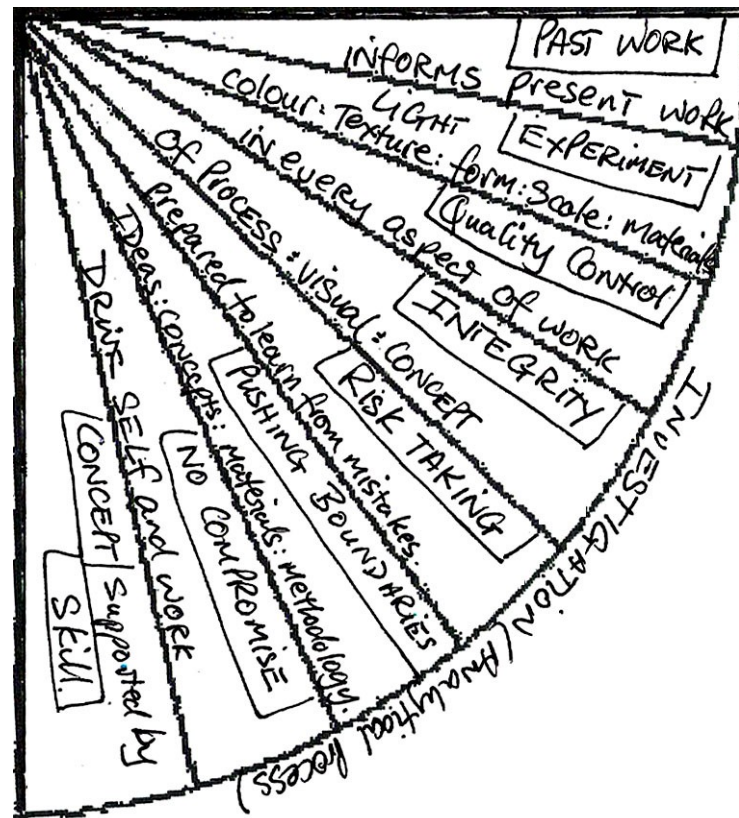 PAST WORK
INFORMS present WORK
LIGHT
EXPERIMENT
colour: Texture: form: Scale: Materials
Quality Control
in every aspect of work
INTEGRITY
of PROCESS: VISUAL: CONCEPT
RISK TAKING
prepared to learn from mistakes.
PUSHING BOUNDARIES
Ideas: concepts: Materials: Methodology.
NO COMPROMISE
DRIVE SELF and WORK
CONCEPT Supported by
Skill.
INVESTIGATION (Analytical Process)